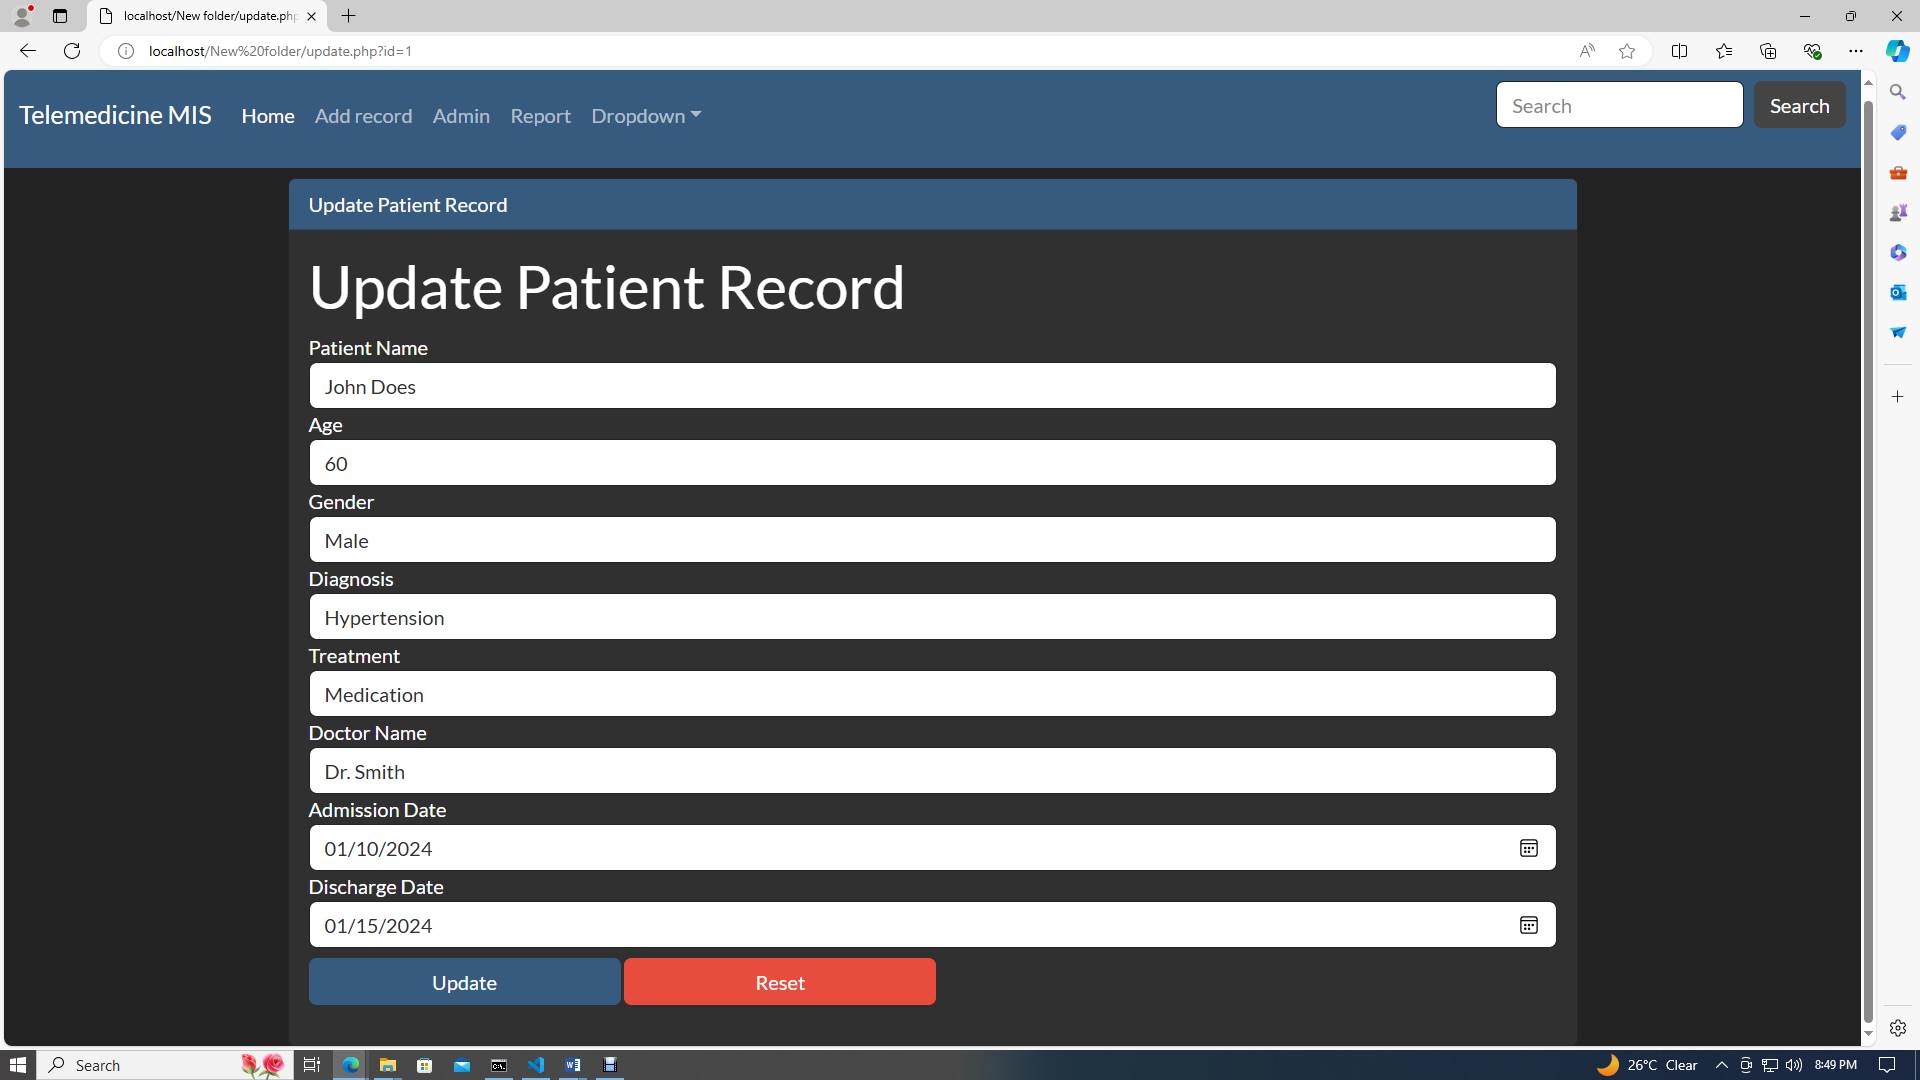 localhost/New folder/update.php
localhost/New%20folder/update.php?id=1
Telemedicine MIS
Home
Add record
Admin
Report
Dropdown
Search
Search
Update Patient Record
Update Patient Record
Patient Name
John Does
Age
60
Gender
Male
Diagnosis
Hypertension
Treatment
Medication
Doctor Name
Dr. Smith
Admission Date
01/10/2024
Discharge Date
01/15/2024
Update
Reset
Search
26°C Clear
8:49 PM